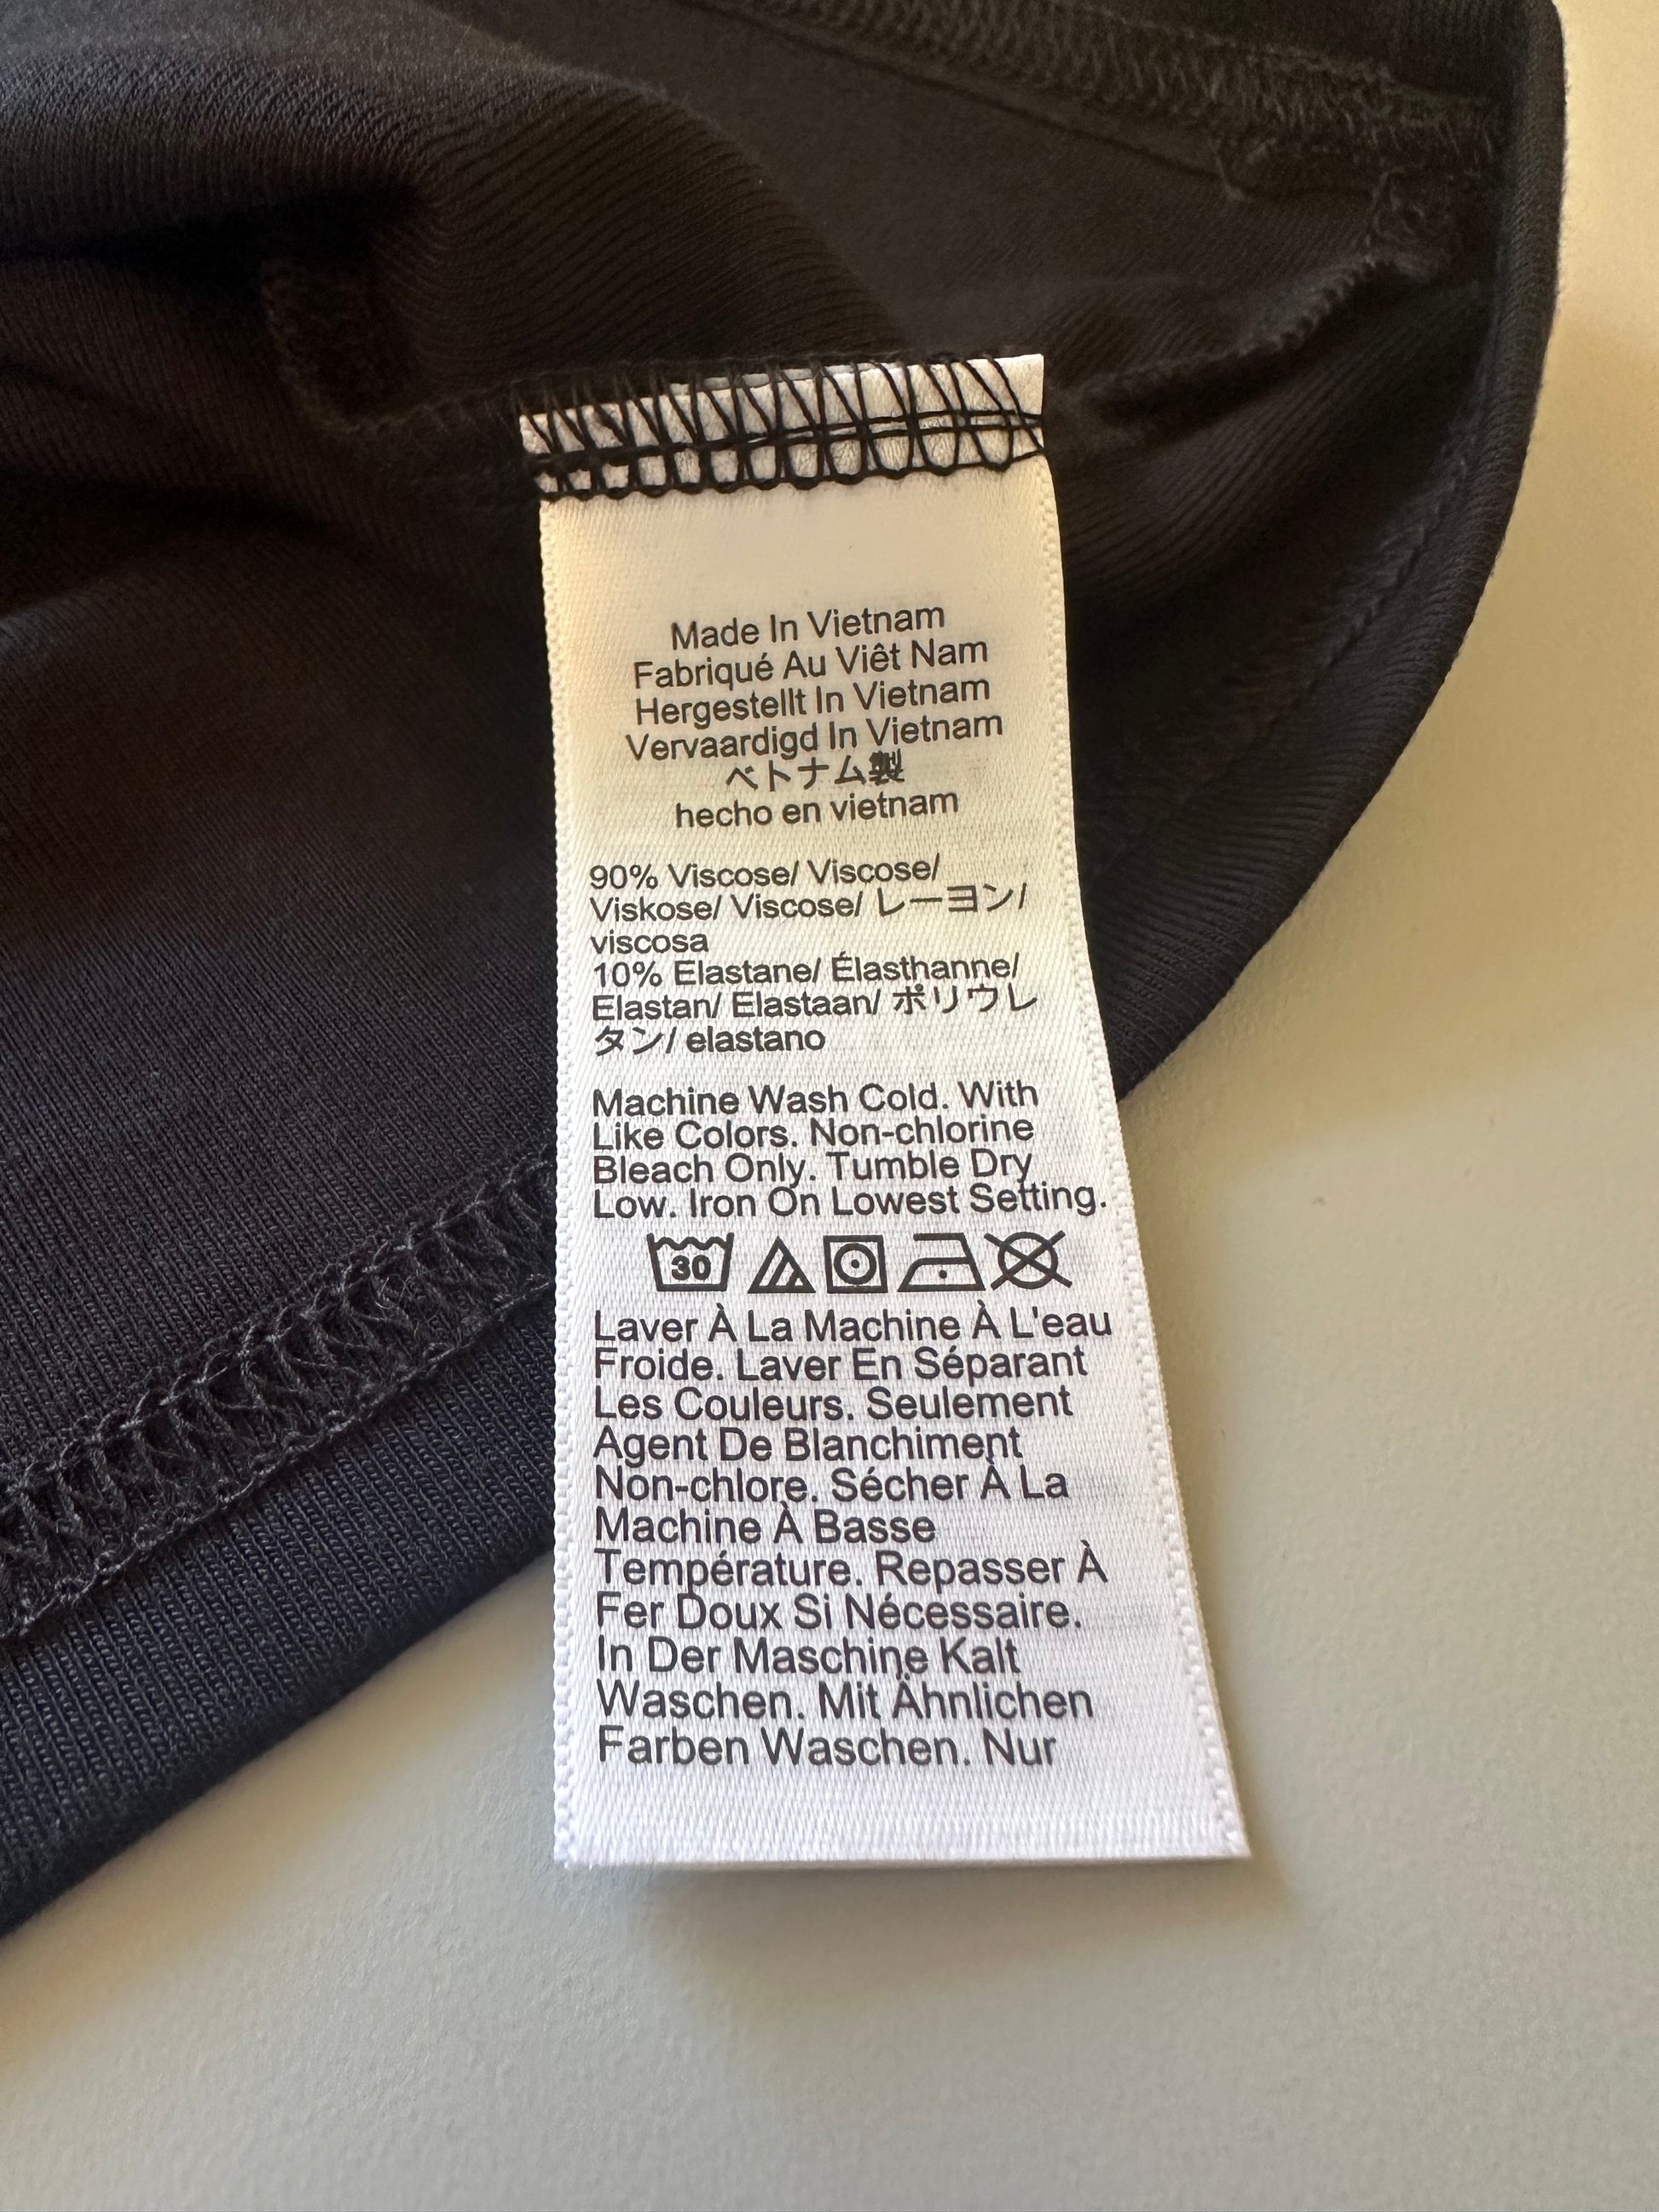 Made In Vietnam
Fabriqué Au Viêt Nam
Hergestellt In Vietnam
Vervaardigd In Vietnam
ベトナム製
hecho en vietnam
90% Viscose/ Viscose/
Viskose/ Viscose/ レーヨン/
viscosa
10% Elastane/ Élasthanne/
Elastan/ Elastaan/ ポリウレ
タン/ elastano
Machine Wash Cold. With
Like Colors. Non-chlorine
Bleach Only. Tumble Dry
Low. Iron On Lowest Setting.
30
Laver À La Machine À L'eau
Froide. Laver En Séparant
Les Couleurs. Seulement
Agent De Blanchiment
Non-chlore. Sécher À La
Machine À Basse
Température. Repasser À
Fer Doux Si Nécessaire.
In Der Maschine Kalt
Waschen. Mit Ähnlichen
Farben Waschen. Nur